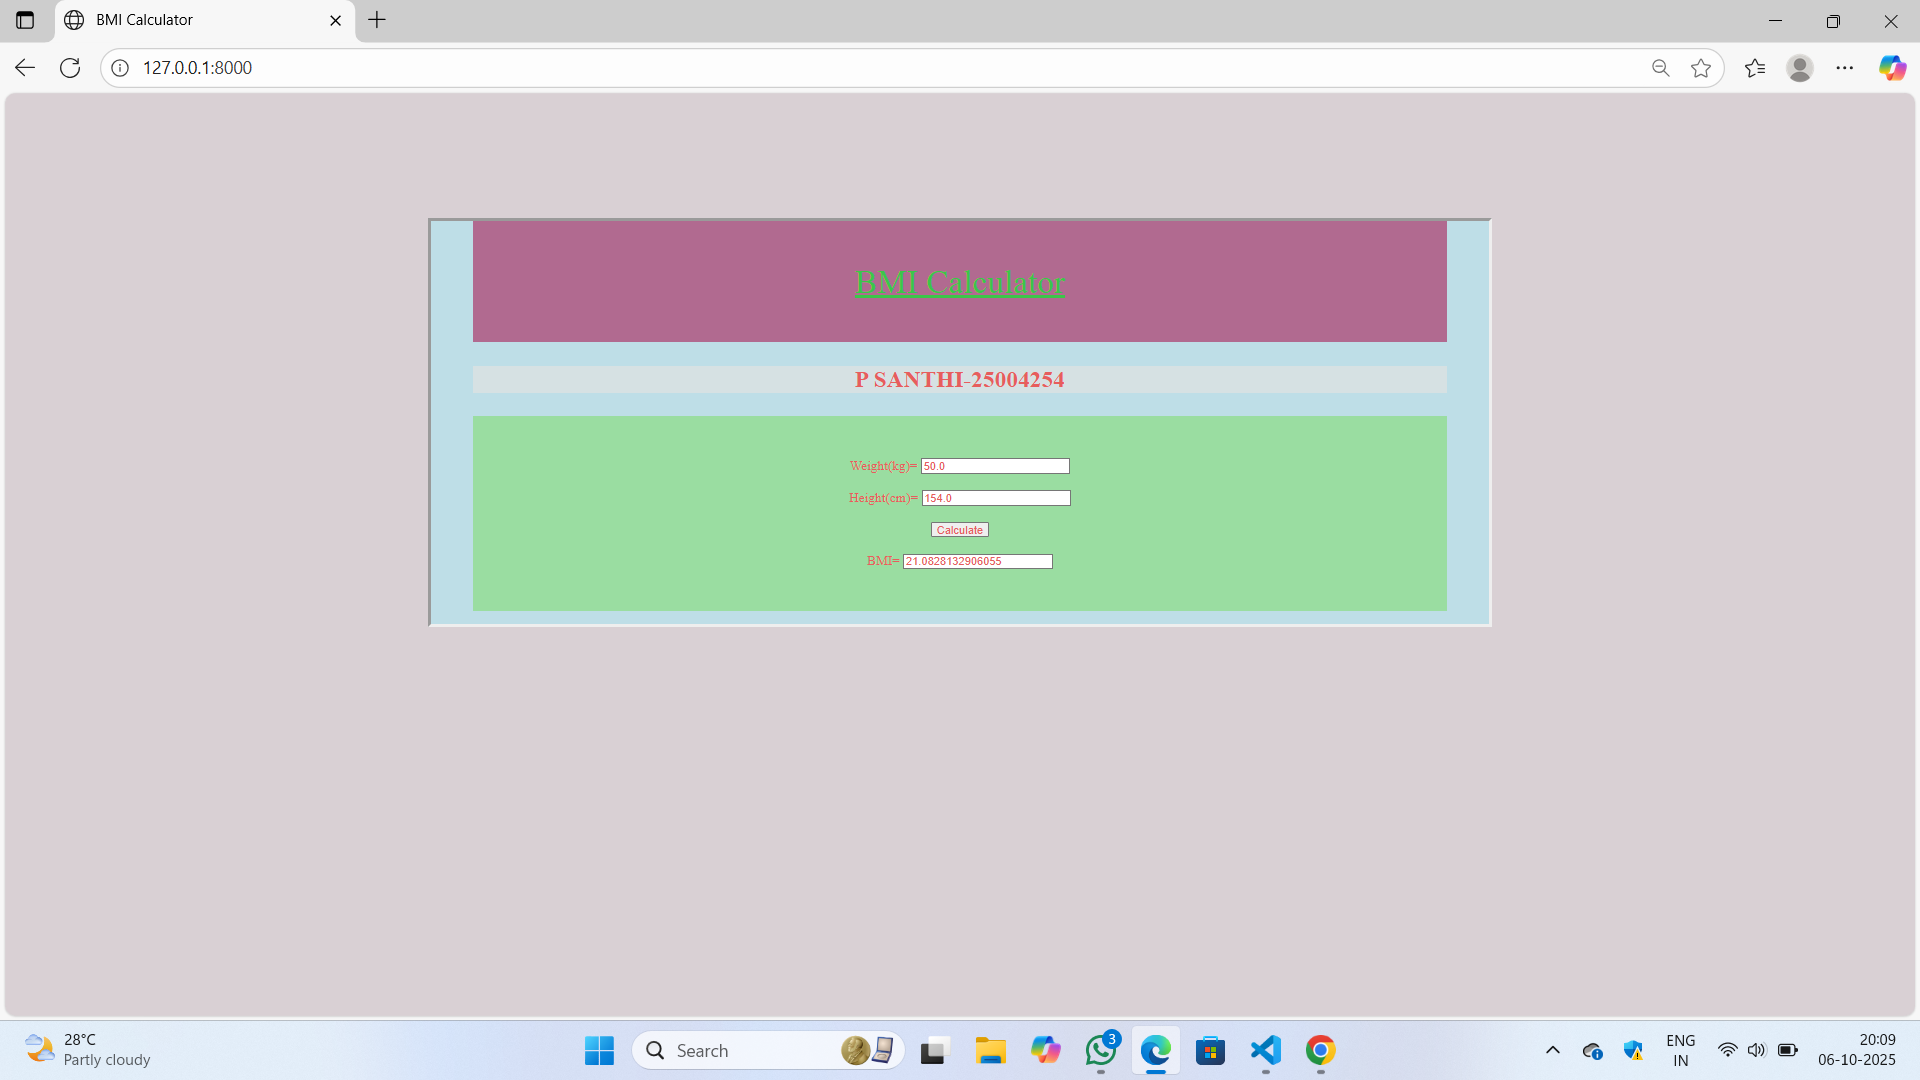 BMI Calculator
127.0.0.1:8000
BMI Calculator
P SANTHI-25004254
Weight(kg)= 50.0
Height(cm)= 154.0
Calculate
BMI= 21.0828132906055
28°C
Partly cloudy
Search
3
ENG
IN
20:09
06-10-2025